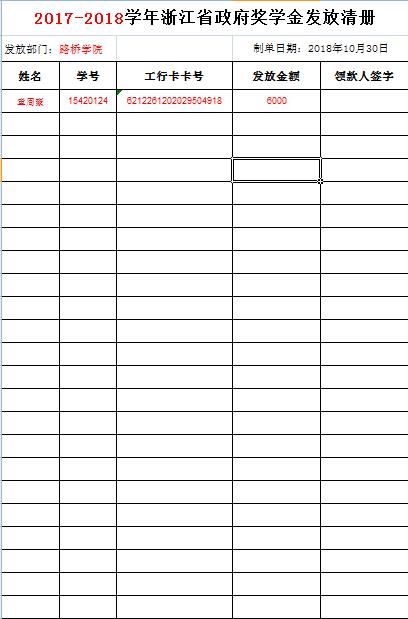 2017-2018学年浙江省政府奖学金发放清册
发放部门：路桥学院 制单日期：2018年10月30日
姓名 学号 工行卡卡号 发放金额 领款人签字
15420124 6212261202029504918 6000